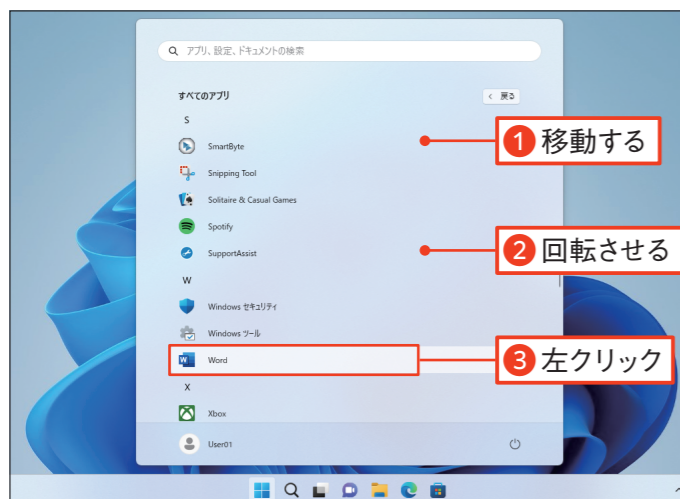 アプリ、設定、ドキュメントの検索
すべてのアプリ
< 戻る
S
SmartByte
❶ 移動する
Snipping Tool
Solitaire & Casual Games
Spotify
SupportAssist
❷ 回転させる
W
Windows セキュリティ
Windows ツール
Word
❸ 左クリック
X
Xbox
User01